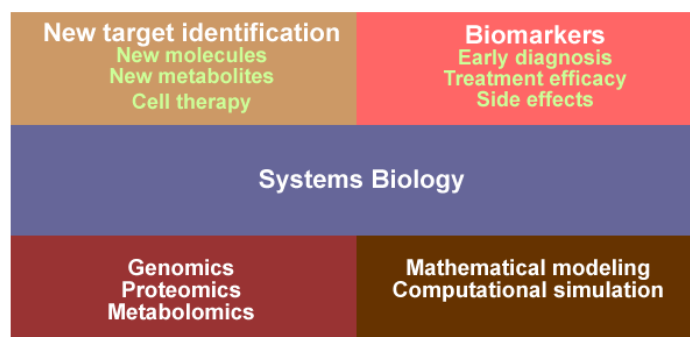 New target identification
New molecules
New metabolites
Cell therapy
Biomarkers
Early diagnosis
Treatment efficacy
Side effects
Systems Biology
Genomics
Proteomics
Metabolomics
Mathematical modeling
Computational simulation